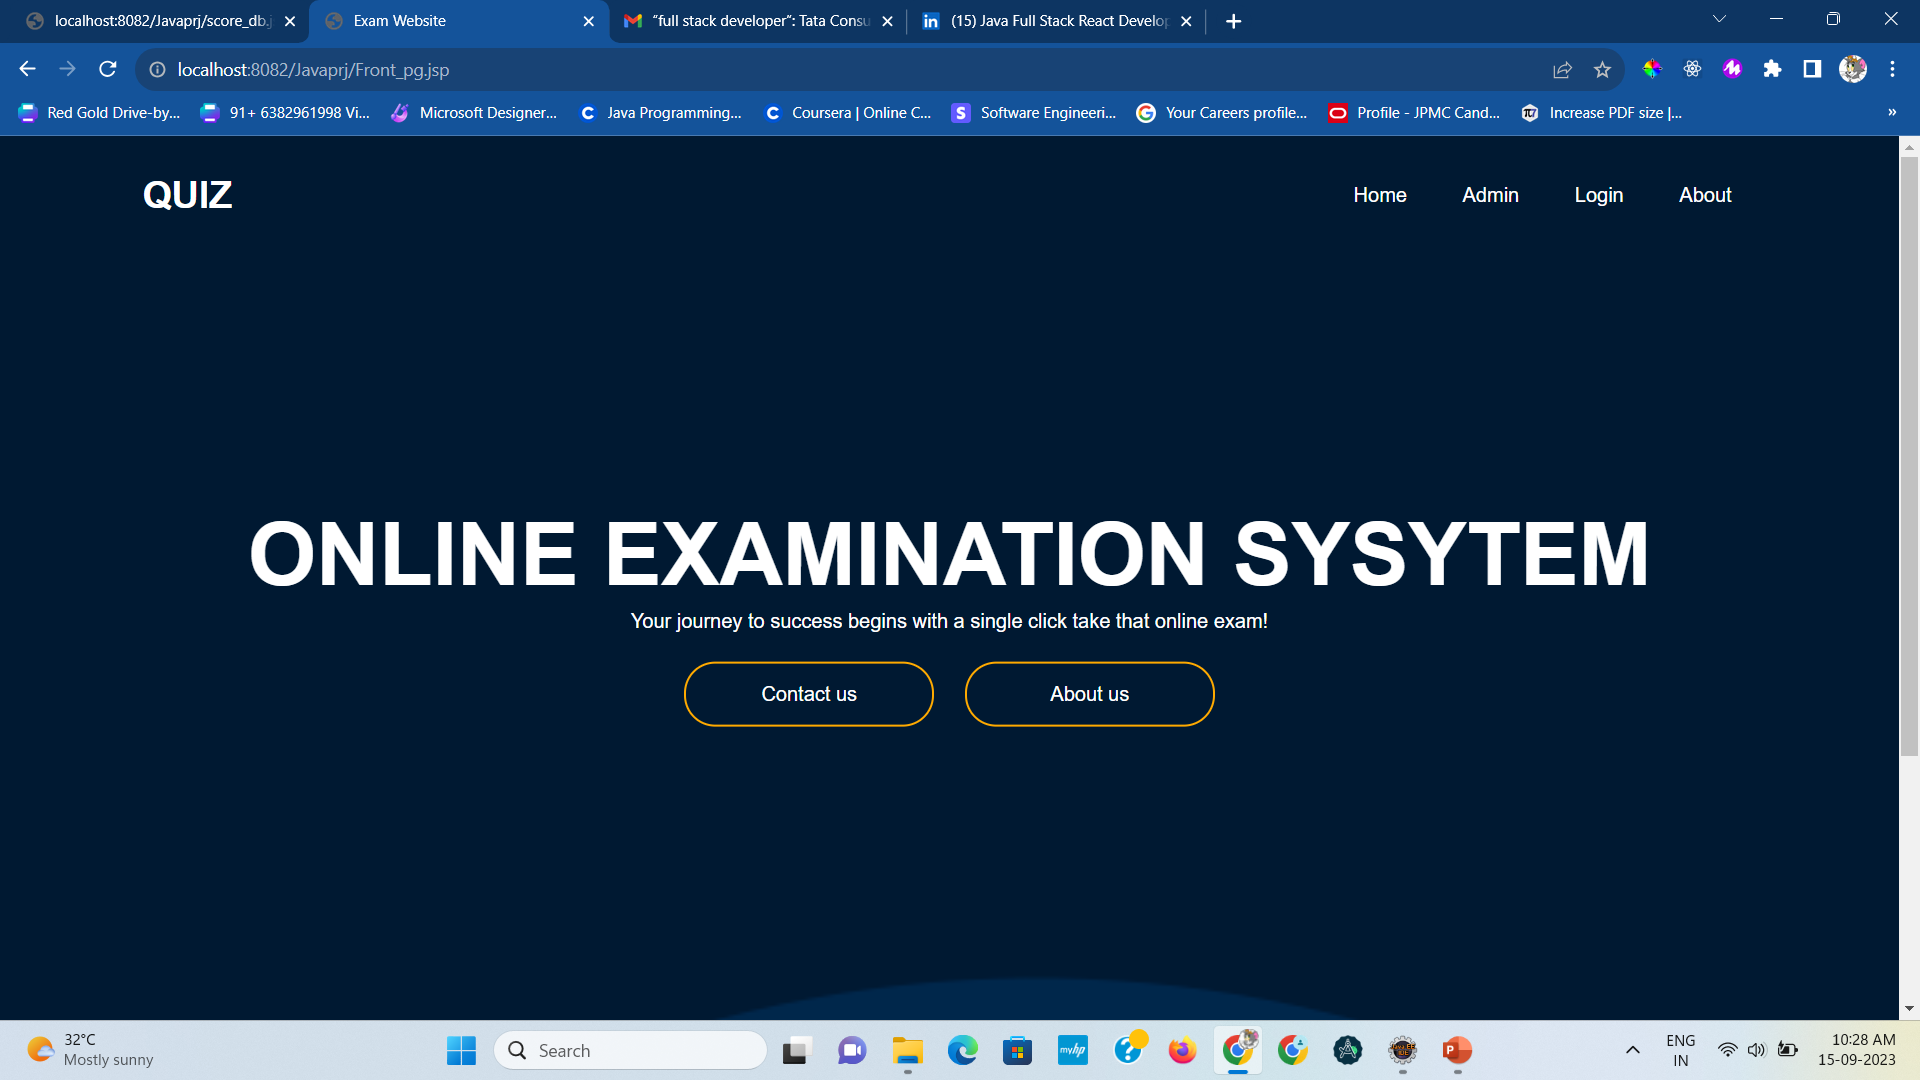 localhost:8082/Javaprj/score_db.j
Exam Website
“full stack developer”: Tata Consu
(15) Java Full Stack React Develop
localhost:8082/Javaprj/Front_pg.jsp
Red Gold Drive-by...
91+ 6382961998 Vi...
Microsoft Designer...
Java Programming...
Coursera | Online C...
Software Engineeri...
Your Careers profile...
Profile - JPMC Cand...
Increase PDF size |...
QUIZ
Home
Admin
Login
About
ONLINE EXAMINATION SYSYTEM
Your journey to success begins with a single click take that online exam!
Contact us
About us
32°C
Mostly sunny
Search
myhp
ENG
IN
10:28 AM
15-09-2023